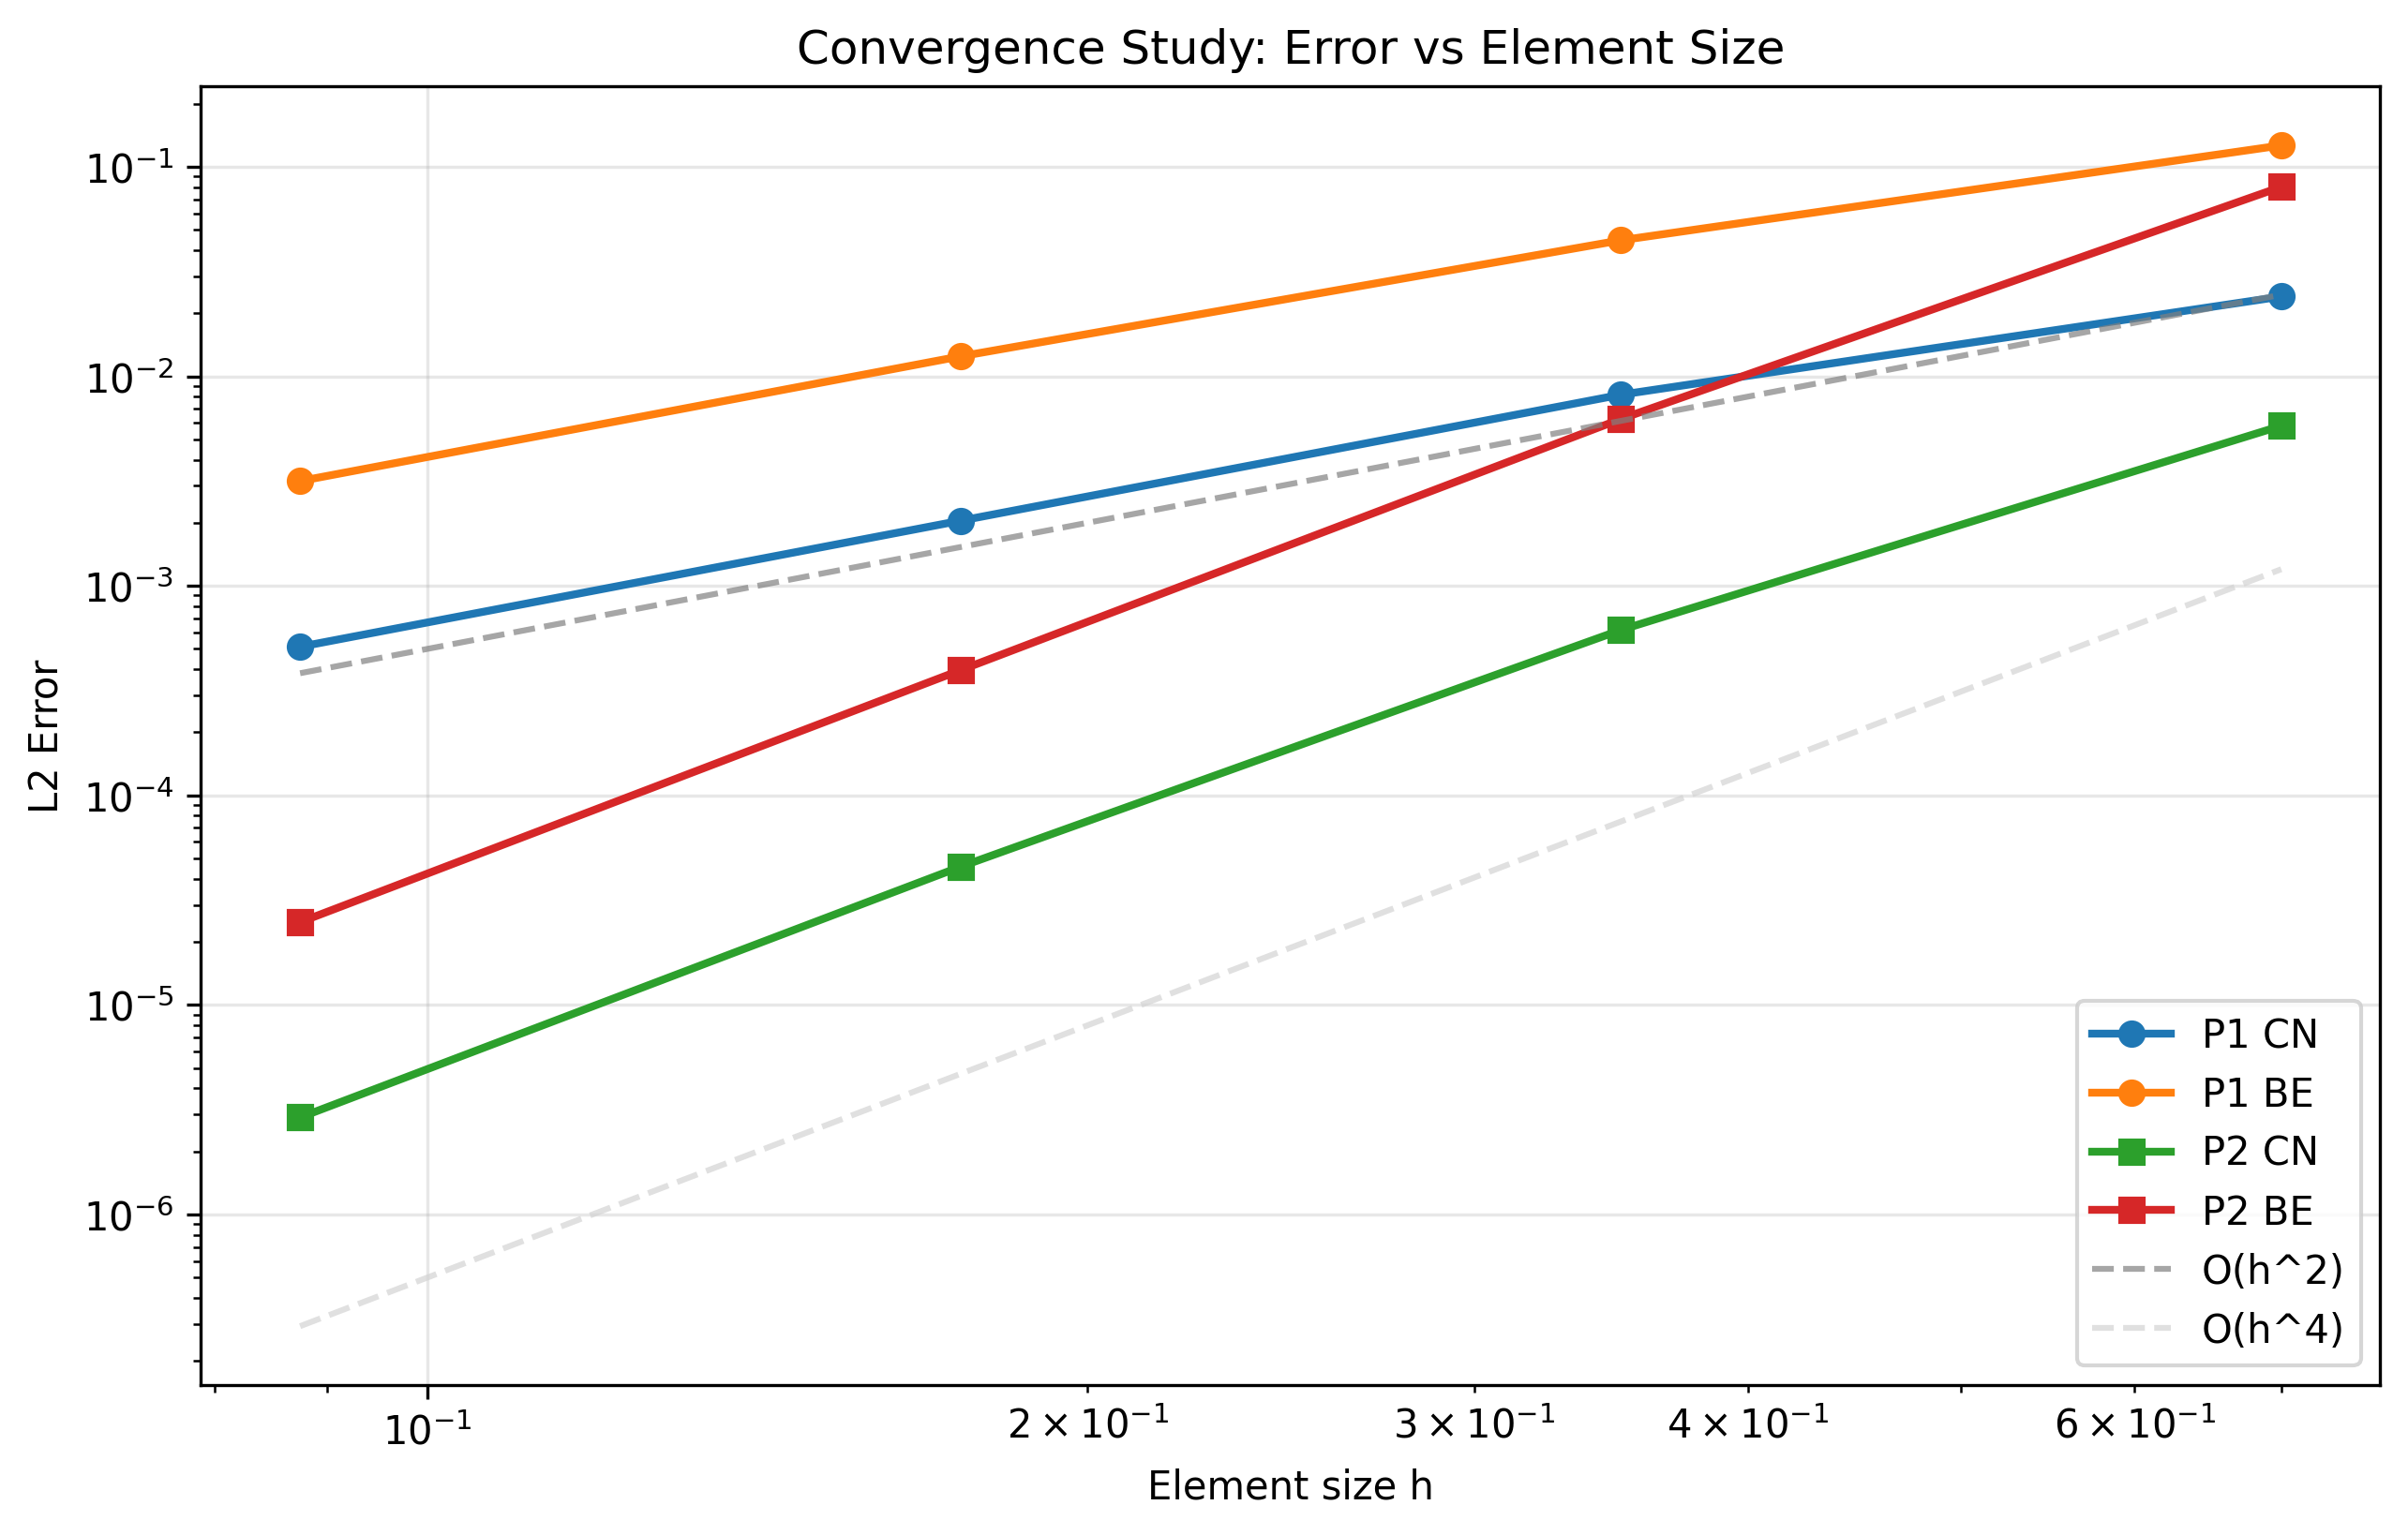 Convergence Study: Error vs Element Size
10⁻¹
10⁻²
10⁻³
10⁻⁴
10⁻⁵
10⁻⁶
L2 Error
P1 CN
P1 BE
P2 CN
P2 BE
O(h^2)
O(h^4)
10⁻¹
2 × 10⁻¹
3 × 10⁻¹
4 × 10⁻¹
6 × 10⁻¹
Element size h